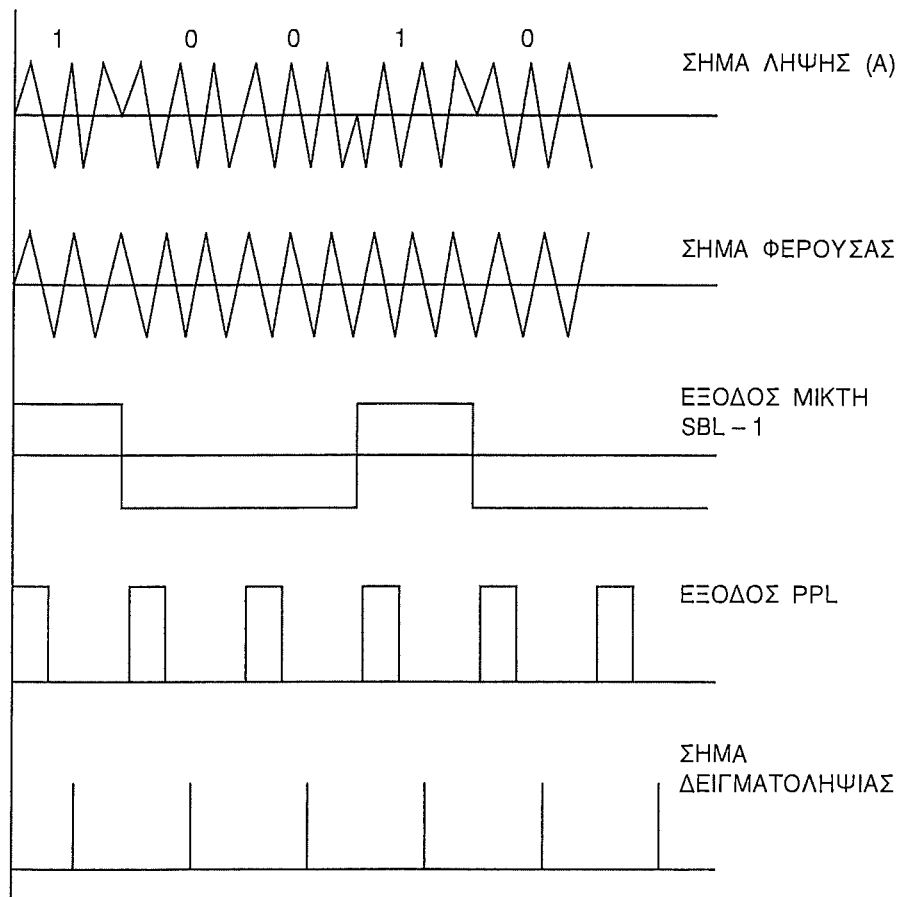 1 0 0 1 0
ΣΗΜΑ ΛΗΨΗΣ (Α)
ΣΗΜΑ ΦΕΡΟΥΣΑΣ
ΕΞΟΔΟΣ ΜΙΚΤΗ
SBL – 1
ΕΞΟΔΟΣ PPL
ΣΗΜΑ
ΔΕΙΓΜΑΤΟΛΗΨΙΑΣ